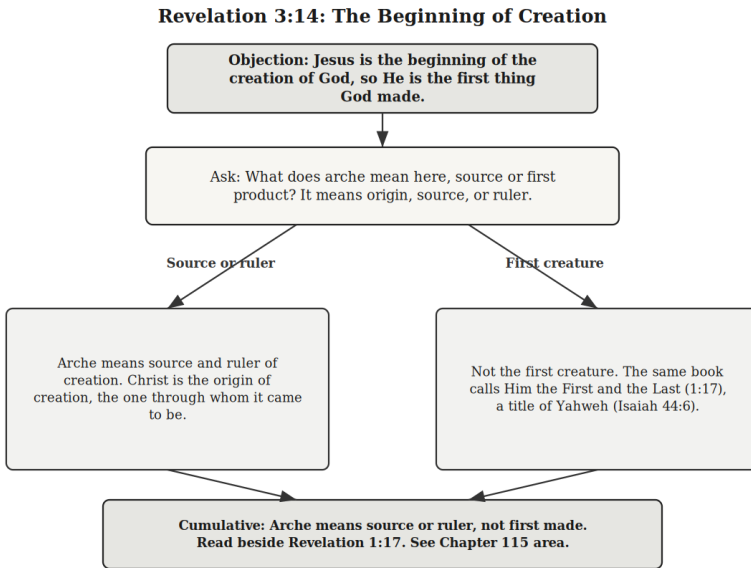 Revelation 3:14: The Beginning of Creation
Objection: Jesus is the beginning of the
creation of God, so He is the first thing
God made.
Ask: What does arche mean here, source or first
product? It means origin, source, or ruler.
Source or ruler
First creature
Arche means source and ruler of
creation. Christ is the origin of
creation, the one through whom it came
to be.
Not the first creature. The same book
calls Him the First and the Last (1:17),
a title of Yahweh (Isaiah 44:6).
Cumulative: Arche means source or ruler, not first made.
Read beside Revelation 1:17. See Chapter 115 area.